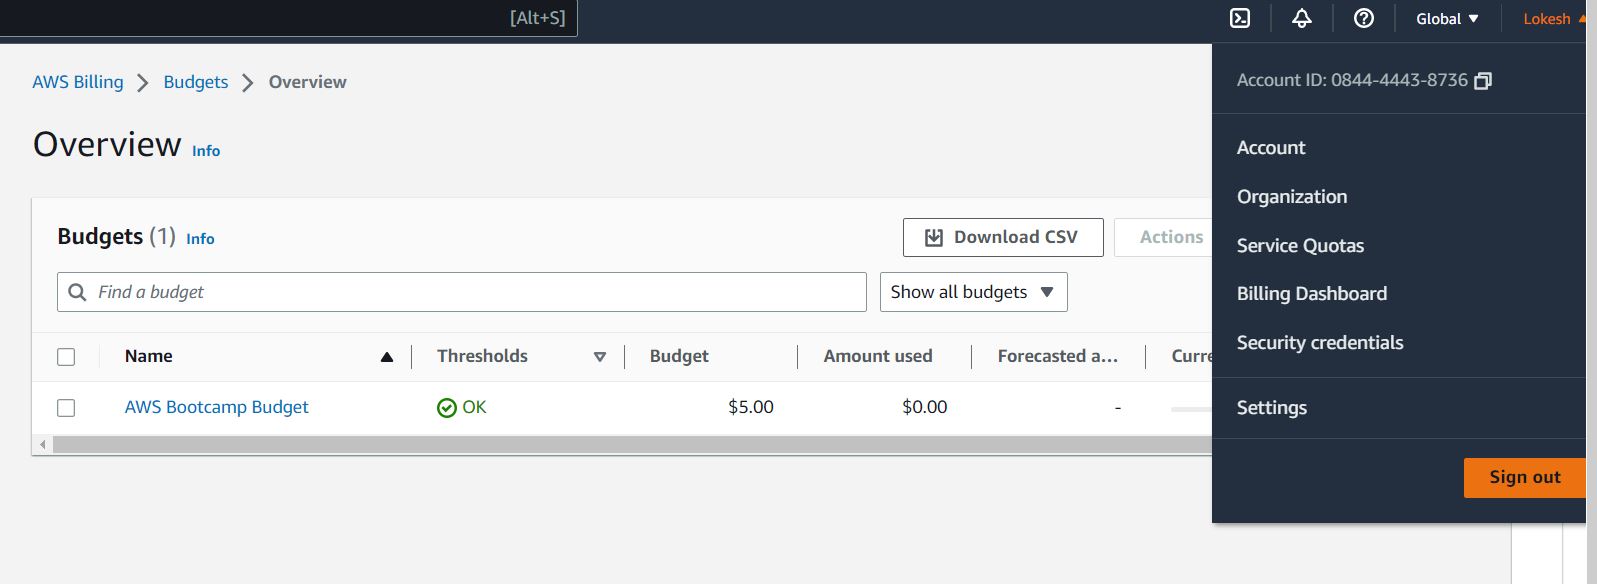 [Alt+S]
Global
Lokesh
AWS Billing
Budgets
Overview
Account ID: 0844-4443-8736
Overview Info
Account
Organization
Service Quotas
Billing Dashboard
Security credentials
Settings
Sign out
Budgets (1) Info
Download CSV
Actions
Find a budget
Show all budgets
Name
Thresholds
Budget
Amount used
Forecasted a...
Curre
AWS Bootcamp Budget
OK
$5.00
$0.00
-